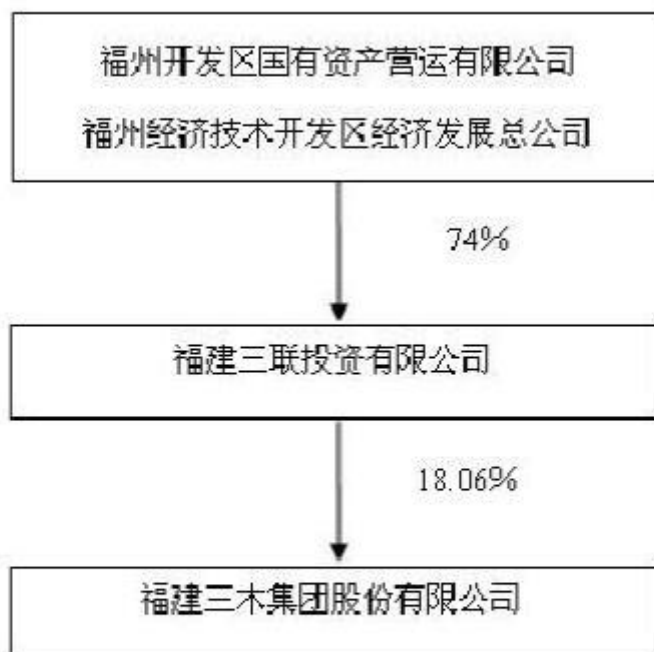 福州开发区国有资产营运有限公司
福州经济技术开发区经济发展总公司
74%
福建三联投资有限公司
18.06%
福建三木集团股份有限公司